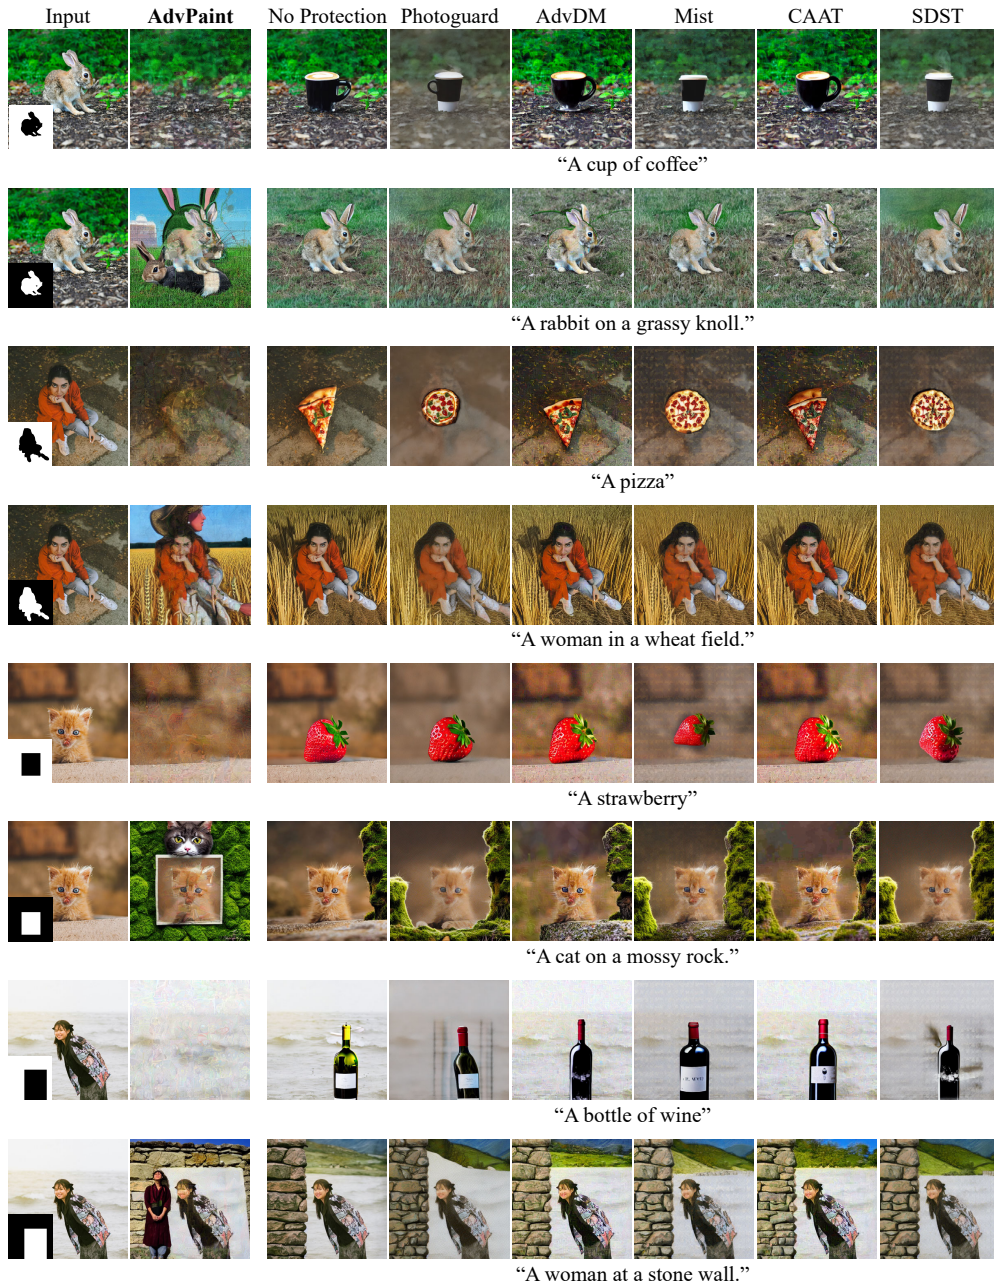 Input AdvPaint No Protection Photoguard AdvDM Mist CAAT SDST
“A cup of coffee”
“A rabbit on a grassy knoll.”
“A pizza”
“A woman in a wheat field.”
“A strawberry”
“A cat on a mossy rock.”
“A bottle of wine”
“A woman at a stone wall.”